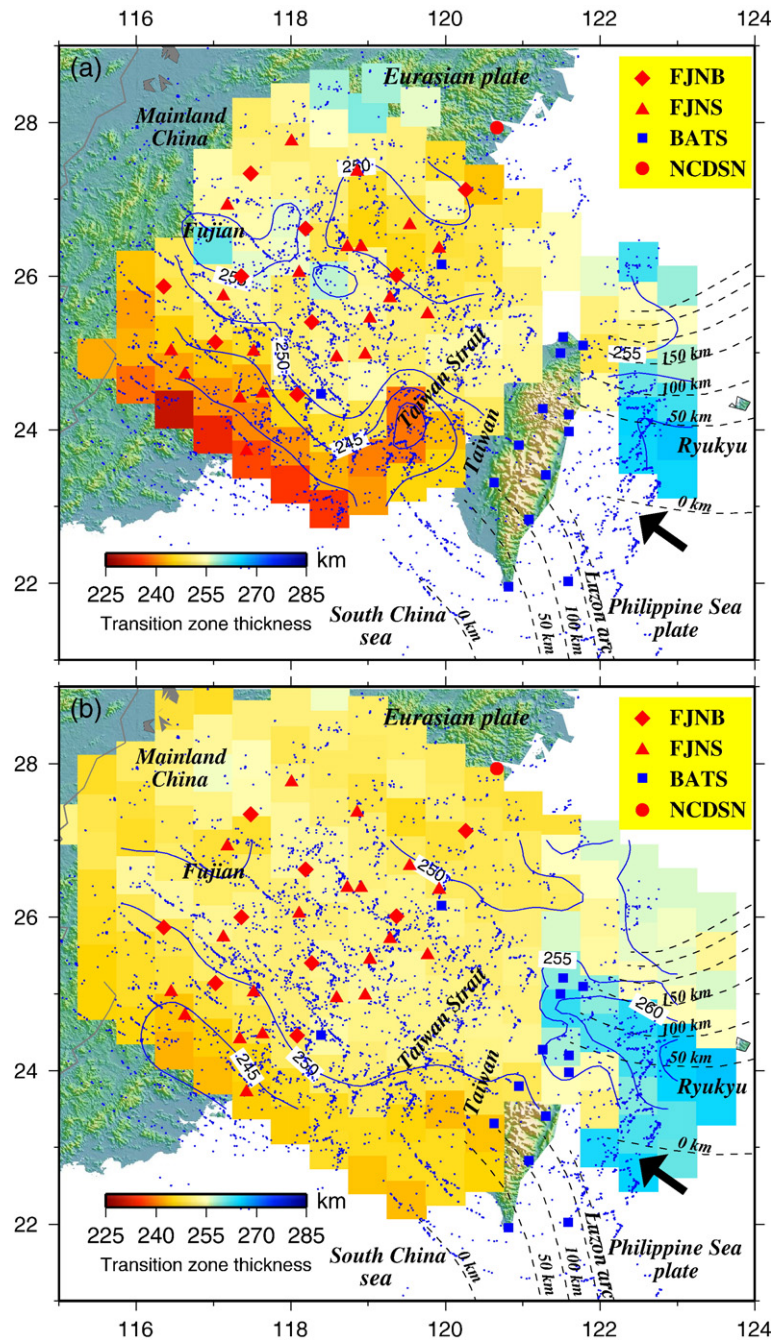 116 118 120 122 124
(a)
Eurasian plate
FJNB
FJNS
BATS
NCDSN
Mainland
China
28
26
24
22
250
Fujian
255
250
245
Taiwan Strait
Taiwan
255
150 km
100 km
50 km
Ryukyu
0 km
km
225 240 255 270 285
Transition zone thickness
South China
sea
0 km
50 km
100 km
Luzon arc
Philippine Sea
plate
(b)
Eurasian plate
FJNB
FJNS
BATS
NCDSN
Mainland
China
28
26
24
22
250
Fujian
255
Taiwan Strait
150 km
260
100 km
250
245
50 km
Taiwan
Ryukyu
0 km
km
225 240 255 270 285
Transition zone thickness
South China
sea
0 km
50 km
100 km
Luzon arc
Philippine Sea
plate
116 118 120 122 124